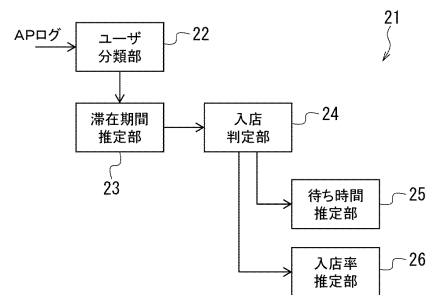 21
APログ
ユーザ
分類部
22
滞在期間
推定部
23
入店
判定部
24
待ち時間
推定部
25
入店率
推定部
26